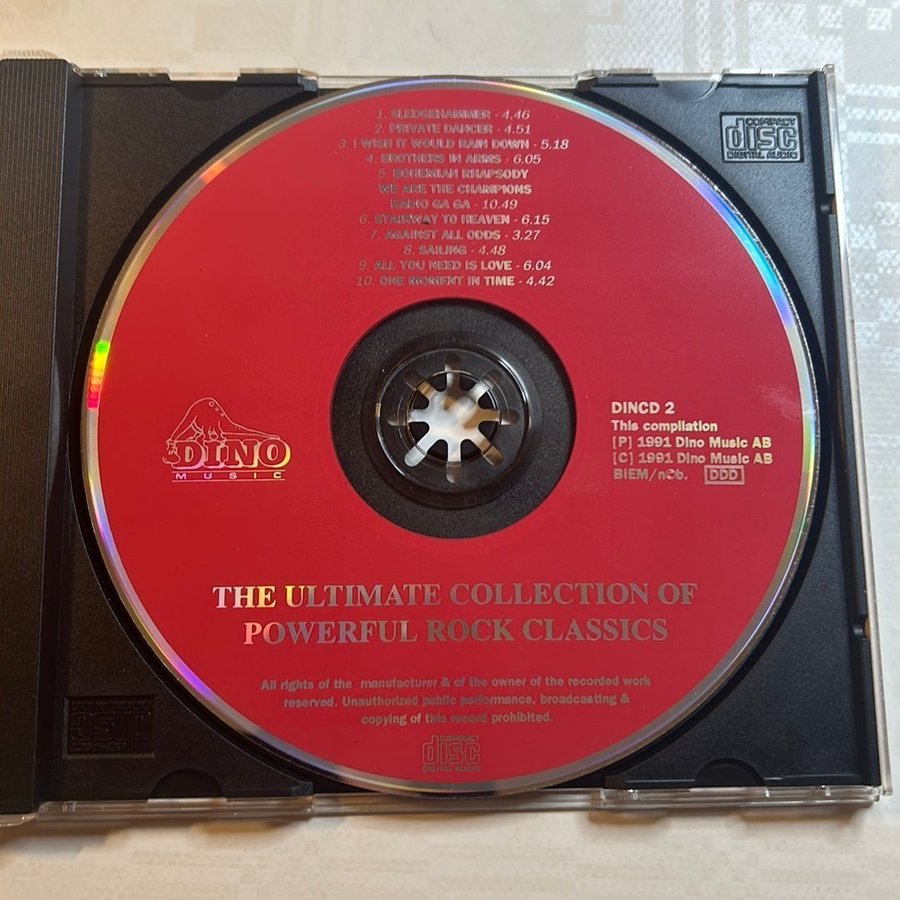 1. SLEDGEHAMMER - 4.46
2. PRIVATE DANCER - 4.51
3. I WISH IT WOULD RAIN DOWN - 5.18
4. BROTHERS IN ARMS - 6.05
5. BOHEMIAN RHAPSODY
WE ARE THE CHAMPIONS
RADIO GA GA - 10.49
6. STAIRWAY TO HEAVEN - 6.15
7. AGAINST ALL ODDS - 3.27
8. SAILING - 4.48
9. ALL YOU NEED IS LOVE - 6.04
10. ONE MOMENT IN TIME - 4.42
COMPACT
disc
DIGITAL AUDIO
DINO
MUSIC
DINCD 2
This compilation
[P] 1991 Dino Music AB
[C] 1991 Dino Music AB
BIEM/ncb. DDD
THE ULTIMATE COLLECTION OF
POWERFUL ROCK CLASSICS
All rights of the manufacturer & of the owner of the recorded work
reserved. Unauthorized public performance, broadcasting &
copying of this record prohibited.
COMPACT
disc
DIGITAL AUDIO